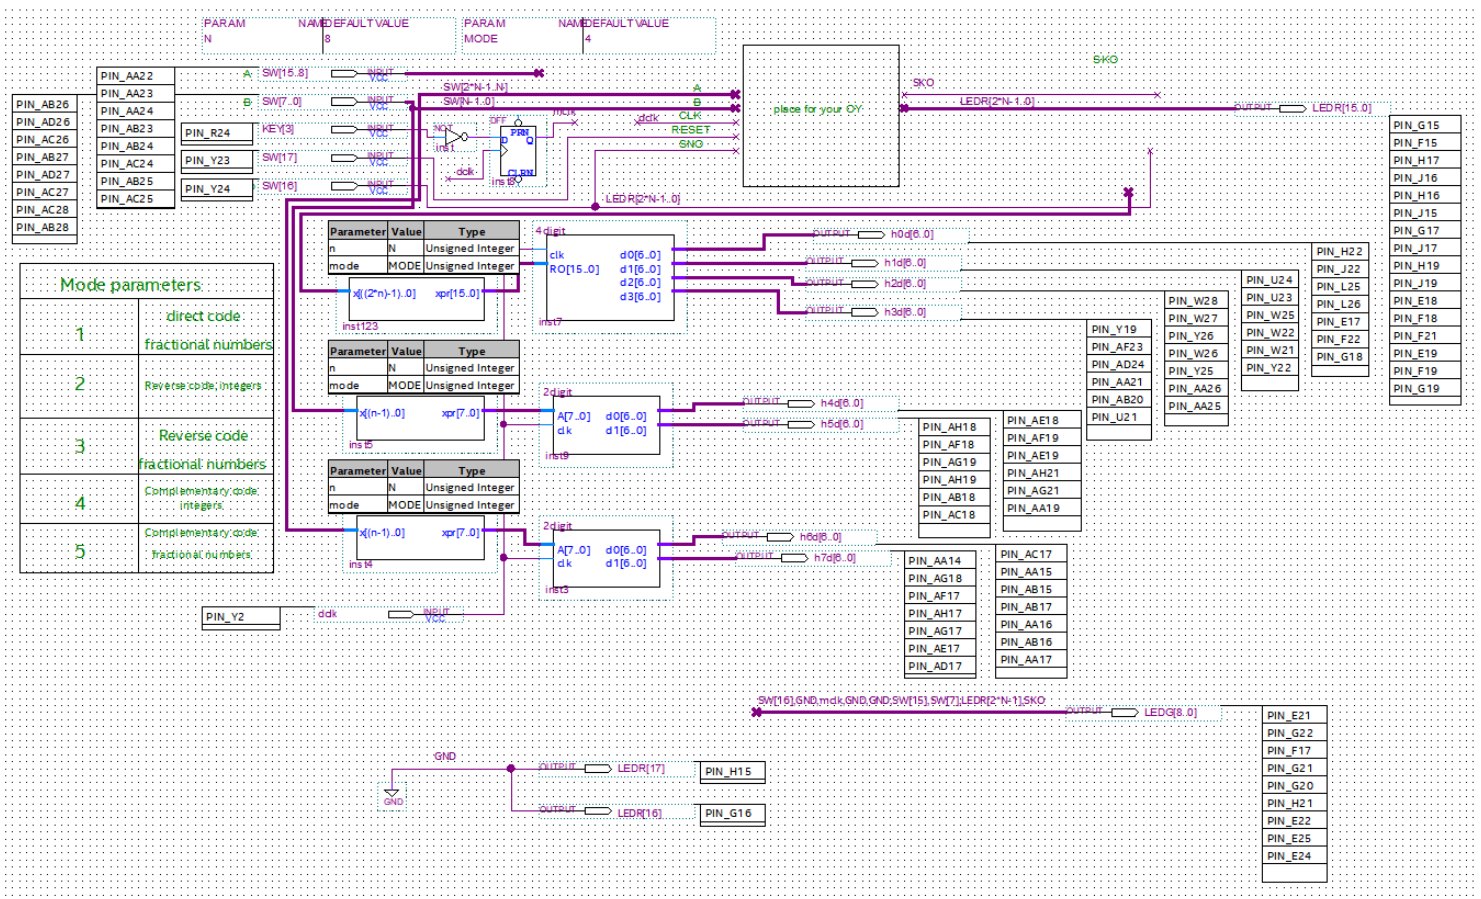 PARAM NAME DEFAULT VALUE
N 8
PARAM NAME DEFAULT VALUE
MODE 4
PIN_AA22
PIN_AA23
PIN_AA24
PIN_AB23
PIN_AB24
PIN_AC24
PIN_AB25
PIN_AC25
PIN_AB26
PIN_AD26
PIN_AC26
PIN_AB27
PIN_AD27
PIN_AC27
PIN_AC28
PIN_AB28
A SW[15..8] INPUT VCC
B SW[7..0] INPUT VCC
PIN_R24 KEY[3] INPUT VCC
PIN_Y23 SW[17] INPUT VCC
PIN_Y24 SW[16] INPUT VCC
SW[2*N-1..N]
SW[N-1..0]
NOT
inst1
DFF
PRN
D Q
CLRN
inst8
mclk
dclk
dclk
A
B
CLK
RESET
SNO
place for your OY
SKO
SKO
LEDR[2*N-1..0]
OUTPUT LEDR[15..0]
PIN_G15
PIN_F15
PIN_H17
PIN_J16
PIN_H16
PIN_J15
PIN_G17
PIN_J17
PIN_H19
PIN_J19
PIN_E18
PIN_F18
PIN_F21
PIN_E19
PIN_F19
PIN_G19
LEDR[2*N-1..0]
Parameter Value Type
n N Unsigned Integer
mode MODE Unsigned Integer
x[((2*n)-1)..0] xpr[15..0]
inst123
4digit
clk d0[6..0]
RO[15..0] d1[6..0]
d2[6..0]
d3[6..0]
inst7
OUTPUT h0d[6..0]
OUTPUT h1d[6..0]
OUTPUT h2d[6..0]
OUTPUT h3d[6..0]
PIN_H22
PIN_J22
PIN_L25
PIN_L26
PIN_E17
PIN_F22
PIN_G18
PIN_U24
PIN_U23
PIN_W25
PIN_W22
PIN_W21
PIN_Y22
PIN_W28
PIN_W27
PIN_Y26
PIN_W26
PIN_Y25
PIN_AA26
PIN_AA25
PIN_Y19
PIN_AF23
PIN_AD24
PIN_AA21
PIN_AB20
PIN_U21
Mode parameters
1 direct code
fractional numbers
2 Reverse code, integers
3 Reverse code
fractional numbers
4 Complementary code
integers
5 Complementary code
fractional numbers
Parameter Value Type
n N Unsigned Integer
mode MODE Unsigned Integer
x[(n-1)..0] xpr[7..0]
inst5
2digit
A[7..0] d0[6..0]
clk d1[6..0]
inst9
OUTPUT h4d[6..0]
OUTPUT h5d[6..0]
PIN_AH18
PIN_AF18
PIN_AG19
PIN_AH19
PIN_AB18
PIN_AC18
PIN_AE18
PIN_AF19
PIN_AE19
PIN_AH21
PIN_AG21
PIN_AA19
Parameter Value Type
n N Unsigned Integer
mode MODE Unsigned Integer
x[(n-1)..0] xpr[7..0]
inst4
2digit
A[7..0] d0[6..0]
clk d1[6..0]
inst3
OUTPUT h6d[6..0]
OUTPUT h7d[6..0]
PIN_AA14
PIN_AG18
PIN_AF17
PIN_AH17
PIN_AG17
PIN_AE17
PIN_AD17
PIN_AC17
PIN_AA15
PIN_AB15
PIN_AB17
PIN_AA16
PIN_AB16
PIN_AA17
PIN_Y2 dclk INPUT VCC
SW[16],GND,mclk,GND,GND,SW[15],SW[7],LEDR[2*N-1],SKO
OUTPUT LEDG[8..0]
PIN_E21
PIN_G22
PIN_F17
PIN_G21
PIN_G20
PIN_H21
PIN_E22
PIN_E25
PIN_E24
GND
GND
OUTPUT LEDR[17] PIN_H15
OUTPUT LEDR[16] PIN_G16